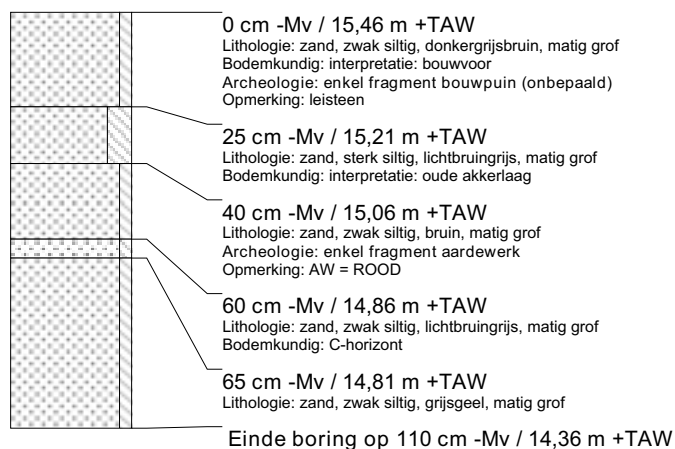 0 cm -Mv / 15,46 m +TAW
Lithologie: zand, zwak siltig, donkergrijsbruin, matig grof
Bodemkundig: interpretatie: bouwvoor
Archeologie: enkel fragment bouwpuin (onbepaald)
Opmerking: leisteen
25 cm -Mv / 15,21 m +TAW
Lithologie: zand, sterk siltig, lichtbruingrijs, matig grof
Bodemkundig: interpretatie: oude akkerlaag
40 cm -Mv / 15,06 m +TAW
Lithologie: zand, zwak siltig, bruin, matig grof
Archeologie: enkel fragment aardewerk
Opmerking: AW = ROOD
60 cm -Mv / 14,86 m +TAW
Lithologie: zand, zwak siltig, lichtbruingrijs, matig grof
Bodemkundig: C-horizont
65 cm -Mv / 14,81 m +TAW
Lithologie: zand, zwak siltig, grijsgeel, matig grof
Einde boring op 110 cm -Mv / 14,36 m +TAW